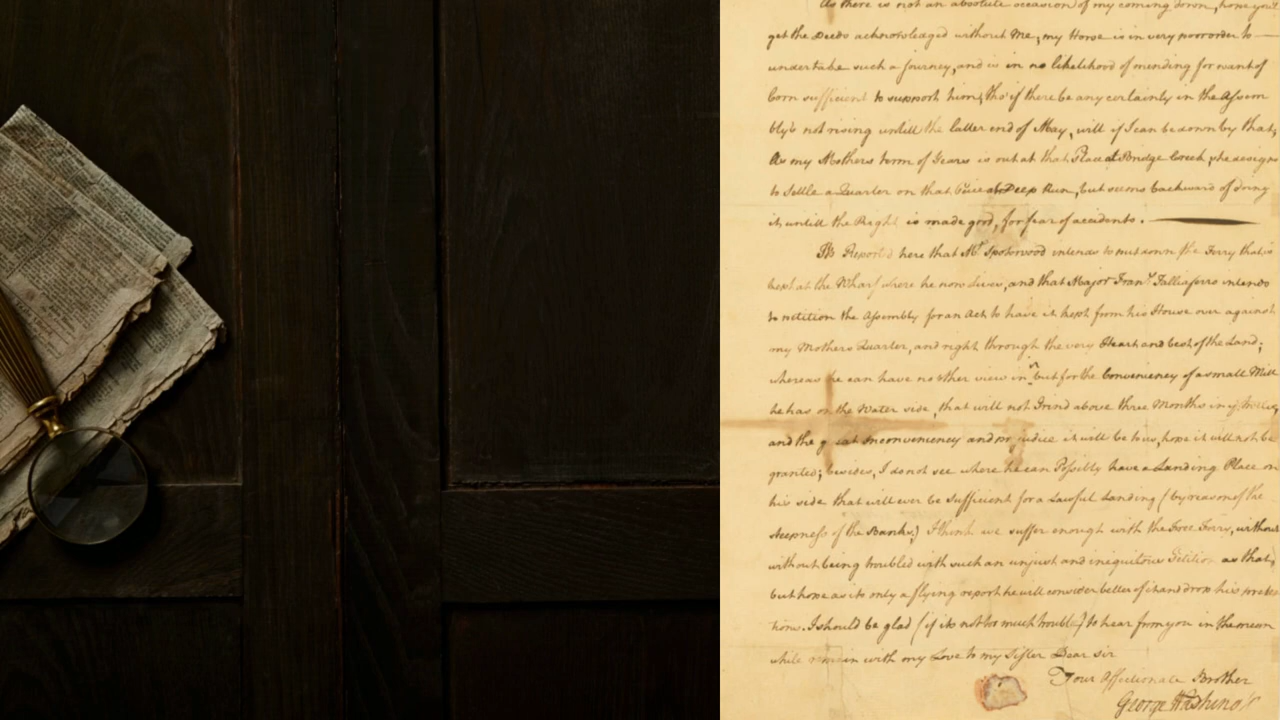 As there is not an absolute occasion of my coming down, hope you'l
get the Deeds acknowledged without Me; my Horse is in very poor order to
undertake such a journey, and is in no likelihood of mending for want of
Corn sufficient to support him; tho' if there be any certainty in the Assem
bly's not rising untill the latter end of May, will if I can be down by that;
As my Mothers term of Years is out at that Place at Bridge Creek, she designs
to Settle a Quarter on that Piece at Deep Run, but seems backward of doing
it untill the Right is made good, for fear of accidents.
Its Reported here that Mr. Spotswood intends to put down the Ferry that is
kept at the Wharf where he now lives, and that Major Fran.s Talliaferro intends
to petition the Assembly for an Act to have it kept from his House over against
my Mothers Quarter, and right through the very Heart and best of the Land;
whereas he can have no other view in it but for the Conveniency of a small Mill
he has on the Water side, that will not Grind above three Months in
and the great inconveniency and prejudice it will be to us, hope it will not be
granted; besides, I do not see where he can Possibly have a Landing Place on
his side that will ever be Sufficient for a Lawful Landing (by reason of the
steepness of the Banks;) I think we suffer enough with the Free Ferry, without
without being troubled with such an unjust and iniquitous Petition as that;
but hope as its only a flying report he will consider better of it and drop his preten
tions. I should be glad (if its not too much trouble) to hear from you in the mean
while remain with my Love to my Sister Dear Sir
Your Affectionate Brother
George Washington